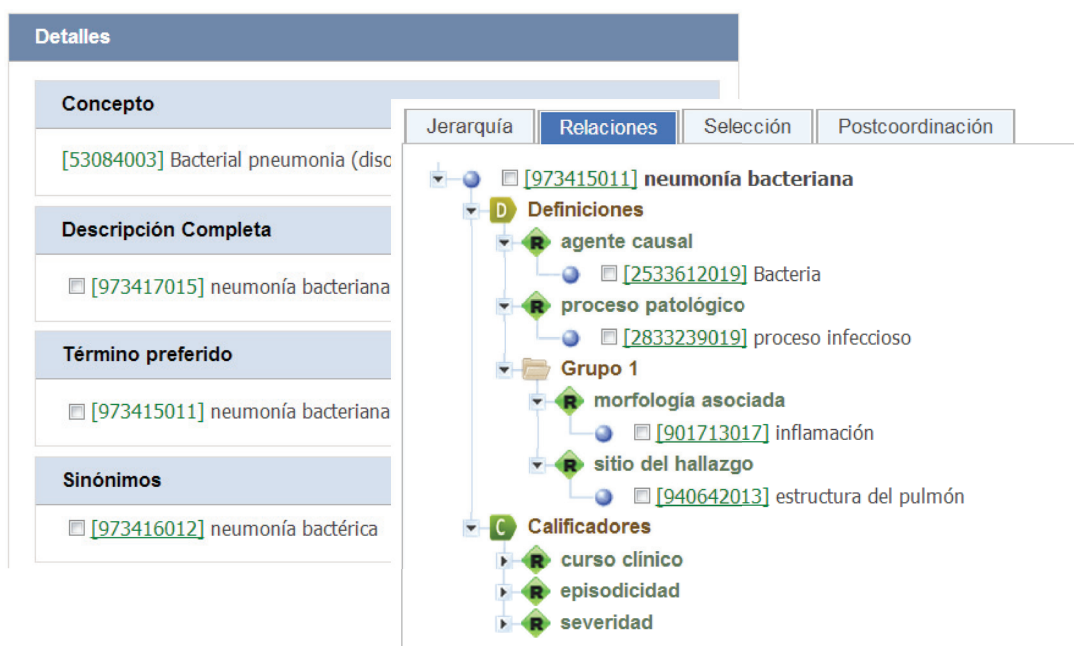 Detalles
Concepto
[53084003] Bacterial pneumonia (diso
Descripción Completa
[973417015] neumonía bacteriana
Término preferido
[973415011] neumonía bacteriana
Sinónimos
[973416012] neumonía bactérica
Jerarquía Relaciones Selección Postcoordinación
[973415011] neumonía bacteriana
D Definiciones
R agente causal
[2533612019] Bacteria
R proceso patológico
[2833239019] proceso infeccioso
Grupo 1
R morfología asociada
[901713017] inflamación
R sitio del hallazgo
[940642013] estructura del pulmón
C Calificadores
R curso clínico
R episodicidad
R severidad